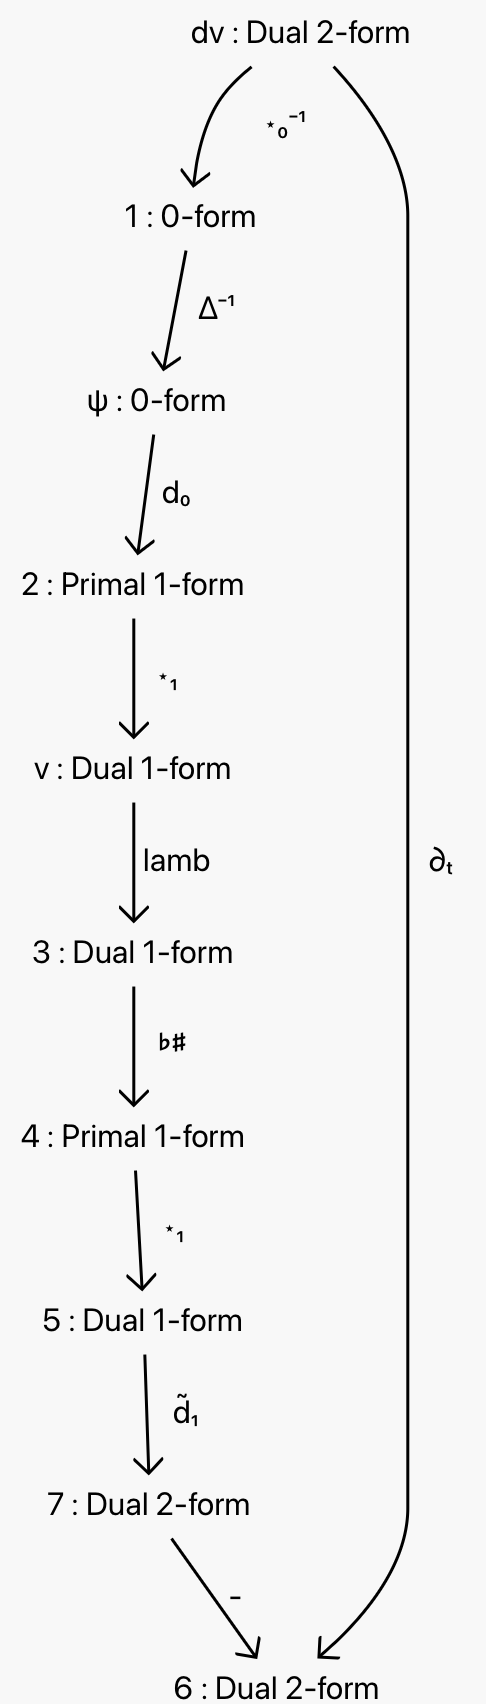 dv : Dual 2-form
⋆₀⁻¹
1 : 0-form
Δ⁻¹
ψ : 0-form
d₀
2 : Primal 1-form
⋆₁
v : Dual 1-form
lamb
∂ₜ
3 : Dual 1-form
♭♯
4 : Primal 1-form
⋆₁
5 : Dual 1-form
d̃₁
7 : Dual 2-form
-
6 : Dual 2-form